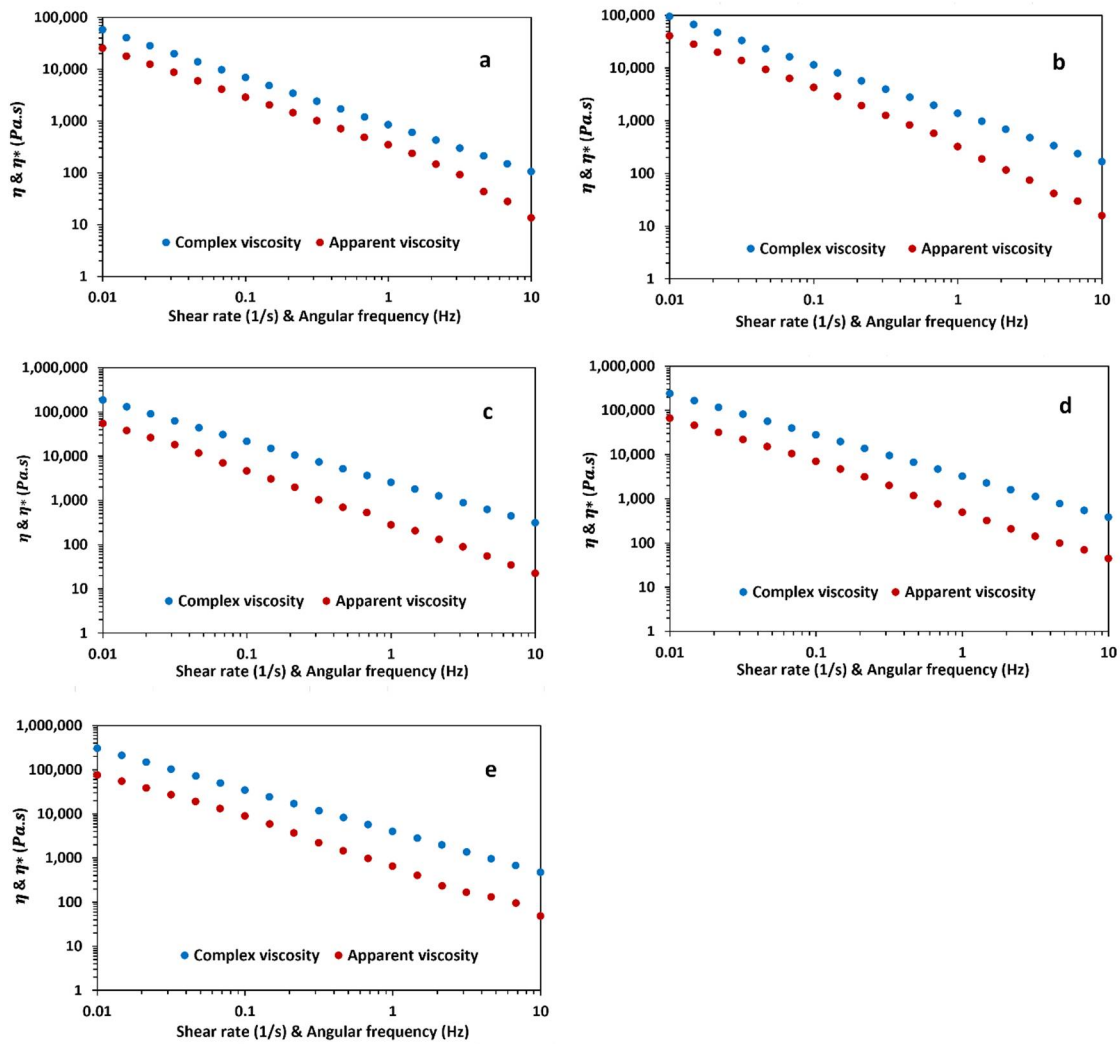 100,000
10,000
1,000
100
10
1
η & η* (Pa.s)
a
Complex viscosity Apparent viscosity
0.01 0.1 1 10
Shear rate (1/s) & Angular frequency (Hz)
100,000
10,000
1,000
100
10
1
η & η* (Pa.s)
b
Complex viscosity Apparent viscosity
0.01 0.1 1 10
Shear rate (1/s) & Angular frequency (Hz)
1,000,000
100,000
10,000
1,000
100
10
1
η & η* (Pa.s)
c
Complex viscosity Apparent viscosity
0.01 0.1 1 10
Shear rate (1/s) & Angular frequency (Hz)
1,000,000
100,000
10,000
1,000
100
10
1
η & η* (Pa.s)
d
Complex viscosity Apparent viscosity
0.01 0.1 1 10
Shear rate (1/s) & Angular frequency (Hz)
1,000,000
100,000
10,000
1,000
100
10
1
η & η* (Pa.s)
e
Complex viscosity Apparent viscosity
0.01 0.1 1 10
Shear rate (1/s) & Angular frequency (Hz)